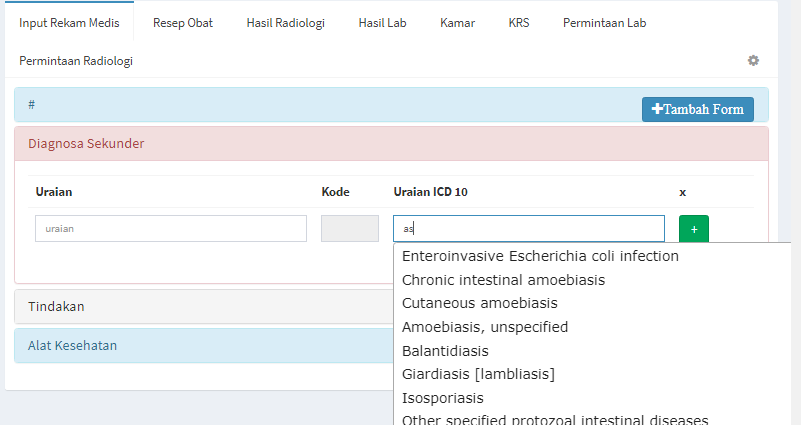 Input Rekam Medis Resep Obat Hasil Radiologi Hasil Lab Kamar KRS Permintaan Lab
Permintaan Radiologi
# +Tambah Form
Diagnosa Sekunder
Uraian Kode Uraian ICD 10 x
uraian as +
Enteroinvasive Escherichia coli infection
Chronic intestinal amoebiasis
Tindakan
Cutaneous amoebiasis
Amoebiasis, unspecified
Alat Kesehatan
Balantidiasis
Giardiasis [lambliasis]
Isosporiasis
Other specified protozoal intestinal diseases